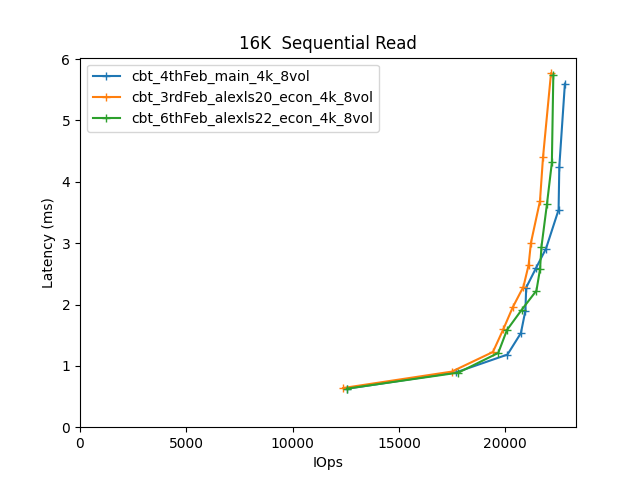 16K  Sequential Read
cbt_4thFeb_main_4k_8vol
cbt_3rdFeb_alexls20_econ_4k_8vol
cbt_6thFeb_alexls22_econ_4k_8vol
Latency (ms)
6
5
4
3
2
1
0
0 5000 10000 15000 20000
IOps